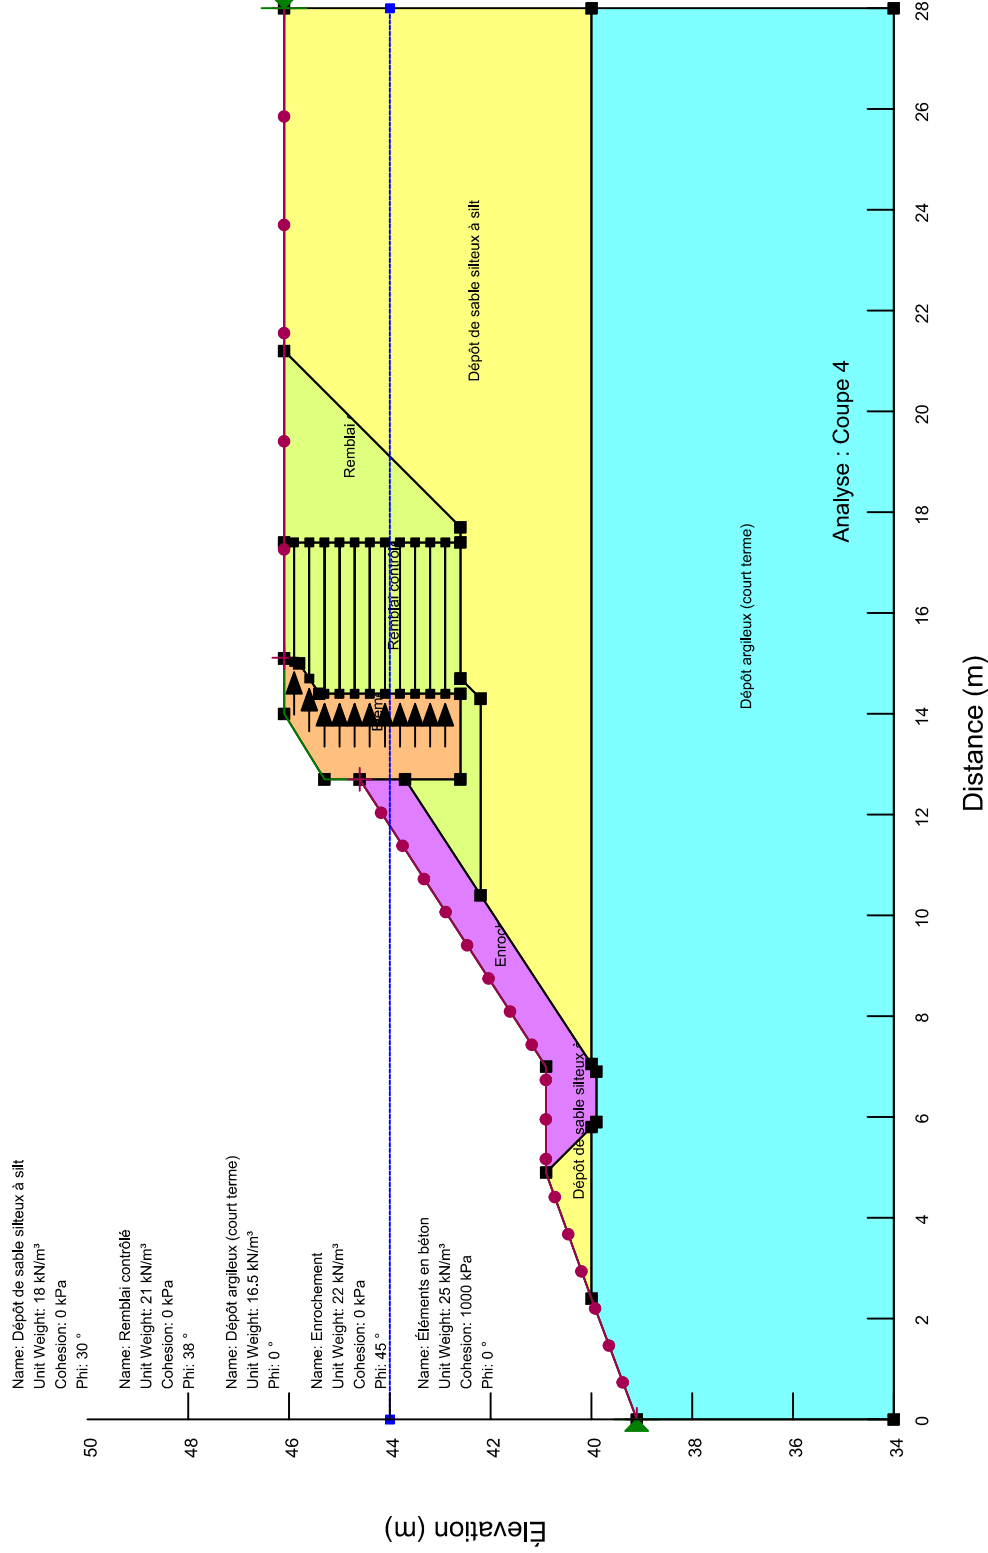 Name: Dépôt de sable silteux à silt
Unit Weight: 18 kN/m³
Cohesion: 0 kPa
Phi: 30 °
Name: Remblai contrôlé
Unit Weight: 21 kN/m³
Cohesion: 0 kPa
Phi: 38 °
Name: Dépôt argileux (court terme)
Unit Weight: 16.5 kN/m³
Phi: 0 °
Name: Enrochement
Unit Weight: 22 kN/m³
Cohesion: 0 kPa
Phi: 45 °
Name: Éléments en béton
Unit Weight: 25 kN/m³
Cohesion: 1000 kPa
Phi: 0 °
Remblai
Remblai contrôlé
Dépôt de sable silteux à silt
Enroc
Dépôt de sable silteux à
Dépôt argileux (court terme)
Analyse : Coupe 4
Élevation (m)
50
46
44
42
40
36
34
0
2
4
6
8
10
12
14
16
18
20
22
24
26
28
Distance (m)